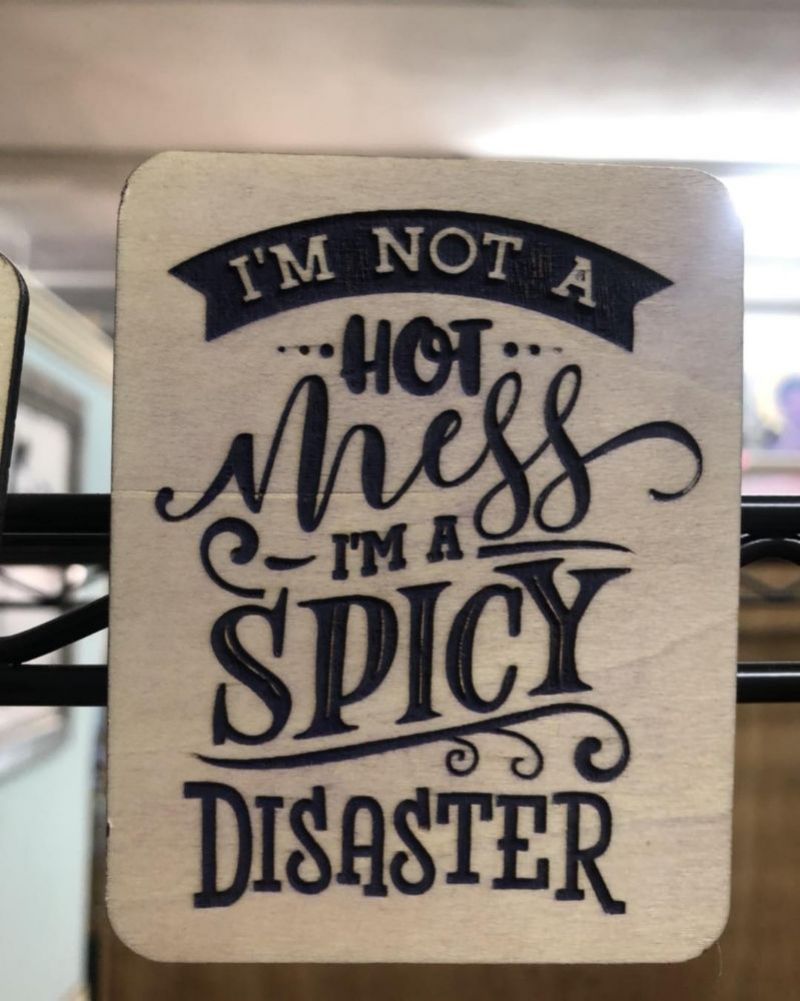 I'M NOT A
HOT
mess
I'M A
SPICY
DISASTER